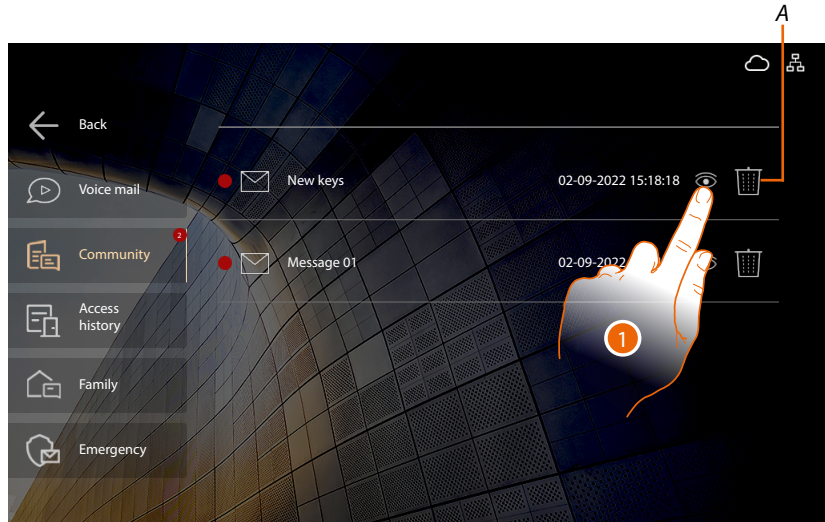 A
Back
Voice mail
New keys 02-09-2022 15:18:18
Community 2
Message 01 02-09-2022
Access
history
1
Family
Emergency